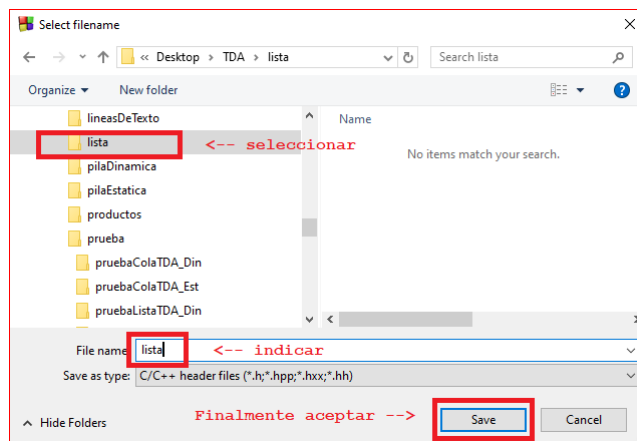 Select filename
« Desktop > TDA > lista
Search lista
Organize
New folder
lineasDeTexto
lista
<-- seleccionar
pilaDinamica
pilaEstatica
productos
prueba
pruebaColaTDA_Din
pruebaColaTDA_Est
pruebaListaTDA_Din
Name
No items match your search.
File name: lista
<-- indicar
Save as type: C/C++ header files (*.h;*.hpp;*.hxx;*.hh)
Hide Folders
Finalmente aceptar -->
Save
Cancel